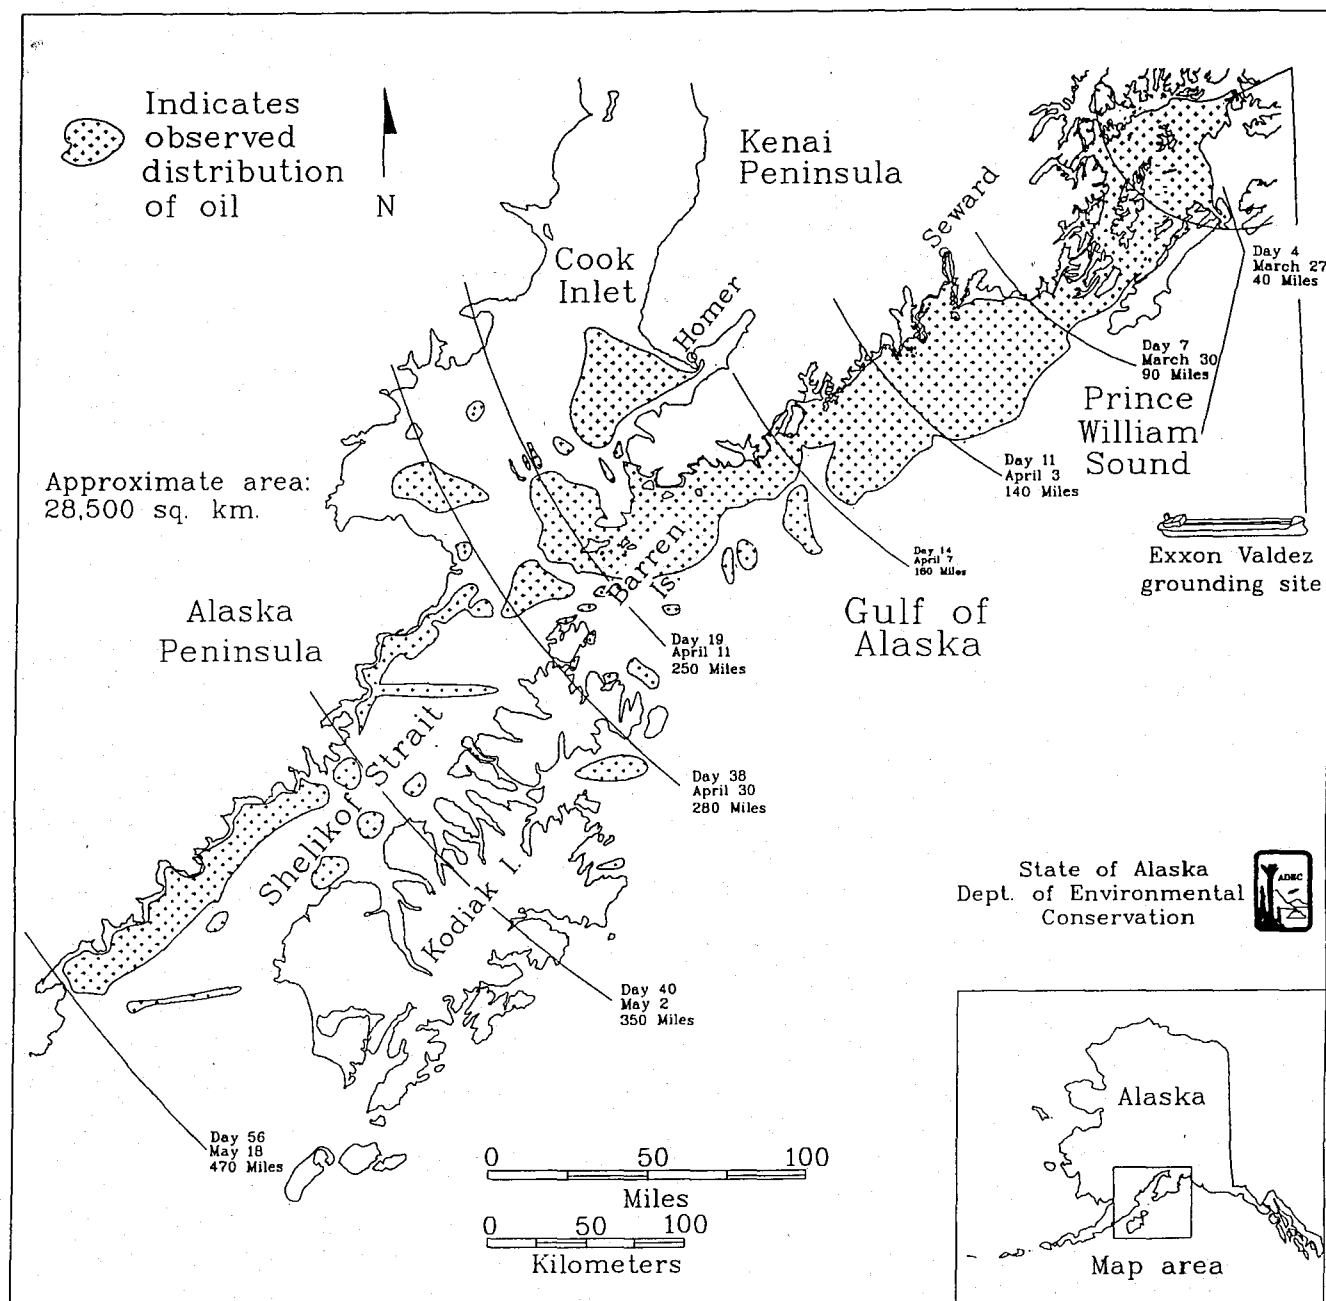 Indicates
observed
distribution
of oil
N
Kenai
Peninsula
Seward
Cook
Inlet
Homer
Day 4
March 27
40 Miles
Day 7
March 30
90 Miles
Prince
William
Sound
Day 11
April 3
140 Miles
Approximate area:
28,500 sq. km.
Day 14
April 7
160 Miles
Exxon Valdez
grounding site
Barren
Is.
Gulf of
Alaska
Alaska
Peninsula
Day 19
April 11
250 Miles
Shelikof Strait
Day 38
April 30
280 Miles
Kodiak I.
State of Alaska
Dept. of Environmental
Conservation
ADEC
Day 40
May 2
350 Miles
Day 56
May 18
470 Miles
0 50 100
Miles
0 50 100
Kilometers
Alaska
Map area